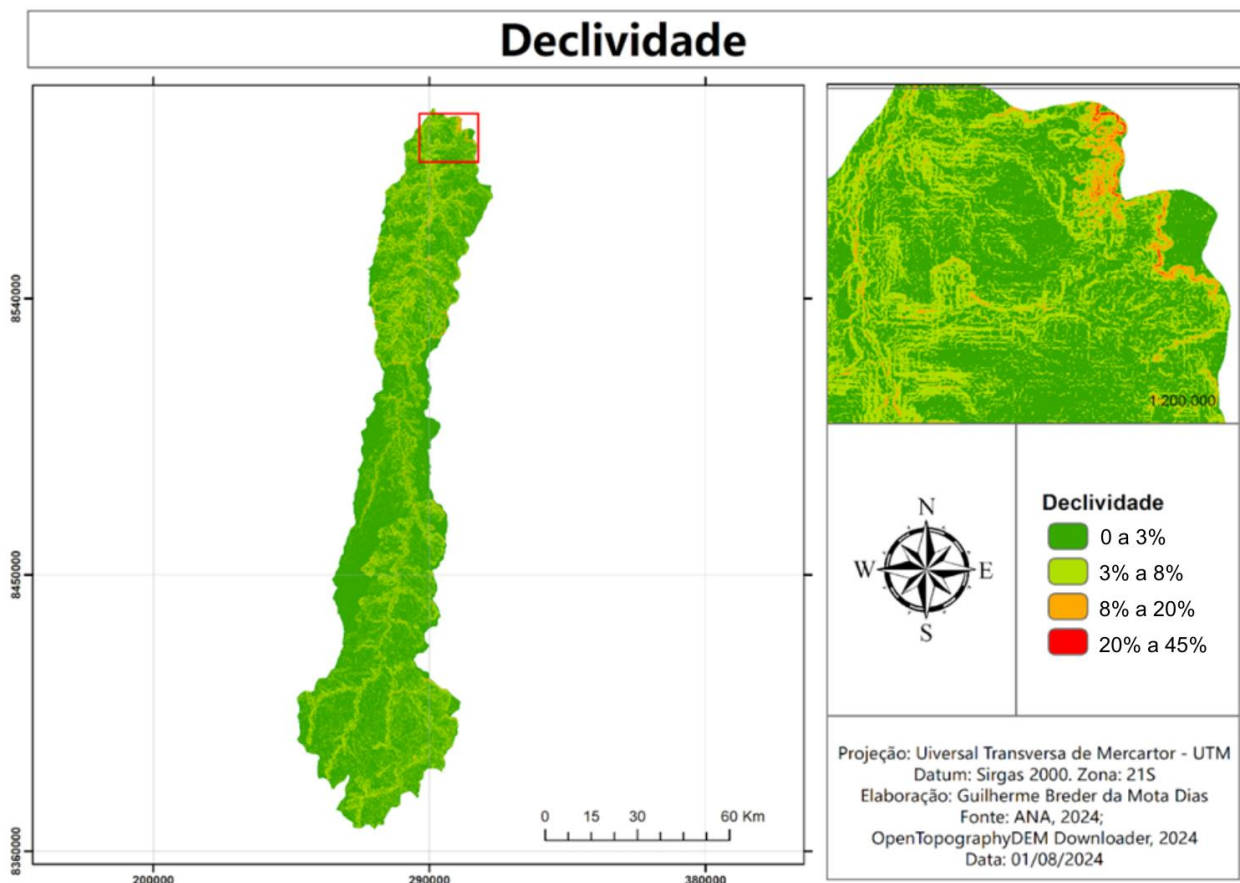 Declividade
8540000
8450000
8360000
200000
290000
380000
0 15 30 60 Km
1:200.000
N
W E
S
Declividade
0 a 3%
3% a 8%
8% a 20%
20% a 45%
Projeção: Uiversal Transversa de Mercartor - UTM
Datum: Sirgas 2000. Zona: 21S
Elaboração: Guilherme Breder da Mota Dias
Fonte: ANA, 2024;
OpenTopographyDEM Downloader, 2024
Data: 01/08/2024